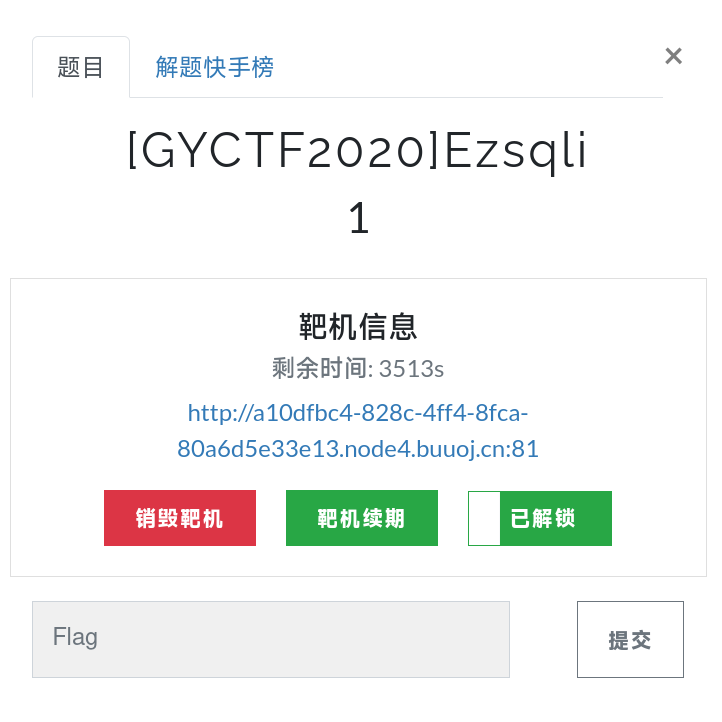 题目 解题快手榜 ×
[GYCTF2020]Ezsqli
1
靶机信息
剩余时间: 3513s
http://a10dfbc4-828c-4ff4-8fca-
80a6d5e33e13.node4.buuoj.cn:81
销毁靶机 靶机续期 已解锁
Flag 提交